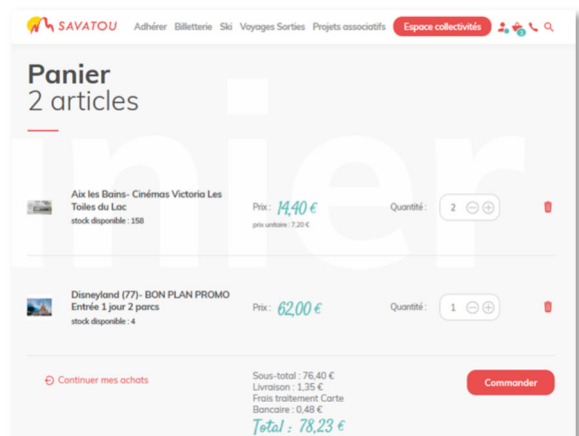 SAVATOU Adhérer Billetterie Ski Voyages Sorties Projets associatifs Espace collectivités
Panier
2 articles
Aix les Bains- Cinémas Victoria Les
Toiles du Lac
stock disponible : 158
Prix : 14,40 €
prix unitaire : 7,20 €
Quantité : 2
Disneyland (77)- BON PLAN PROMO
Entrée 1 jour 2 parcs
stock disponible : 4
Prix : 62,00 €
Quantité : 1
Continuer mes achats
Sous-total : 76,40 €
Livraison : 1,35 €
Frais traitement Carte
Bancaire : 0,48 €
Total : 78,23 €
Commander